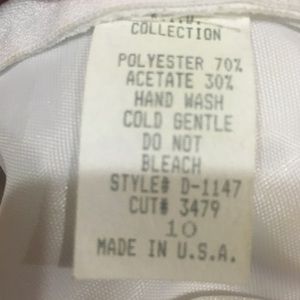 COLLECTION
POLYESTER 70%
ACETATE 30%
HAND WASH
COLD GENTLE
DO NOT
BLEACH
STYLE# D-1147
CUT# 3479
10
MADE IN U.S.A.